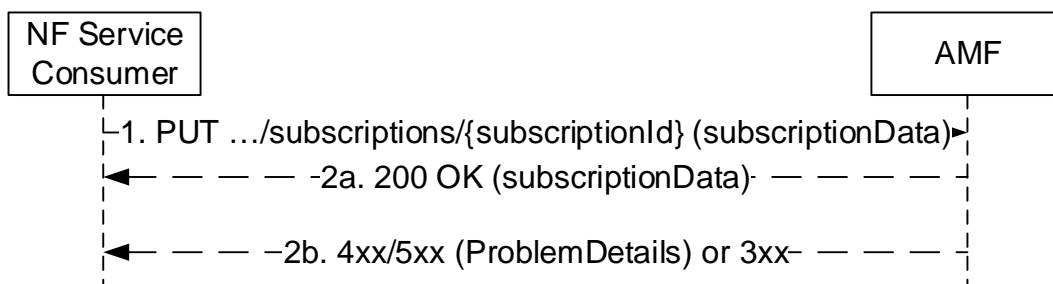 NF Service
Consumer
AMF
1. PUT …/subscriptions/{subscriptionId} (subscriptionData)
2a. 200 OK (subscriptionData)
2b. 4xx/5xx (ProblemDetails) or 3xx